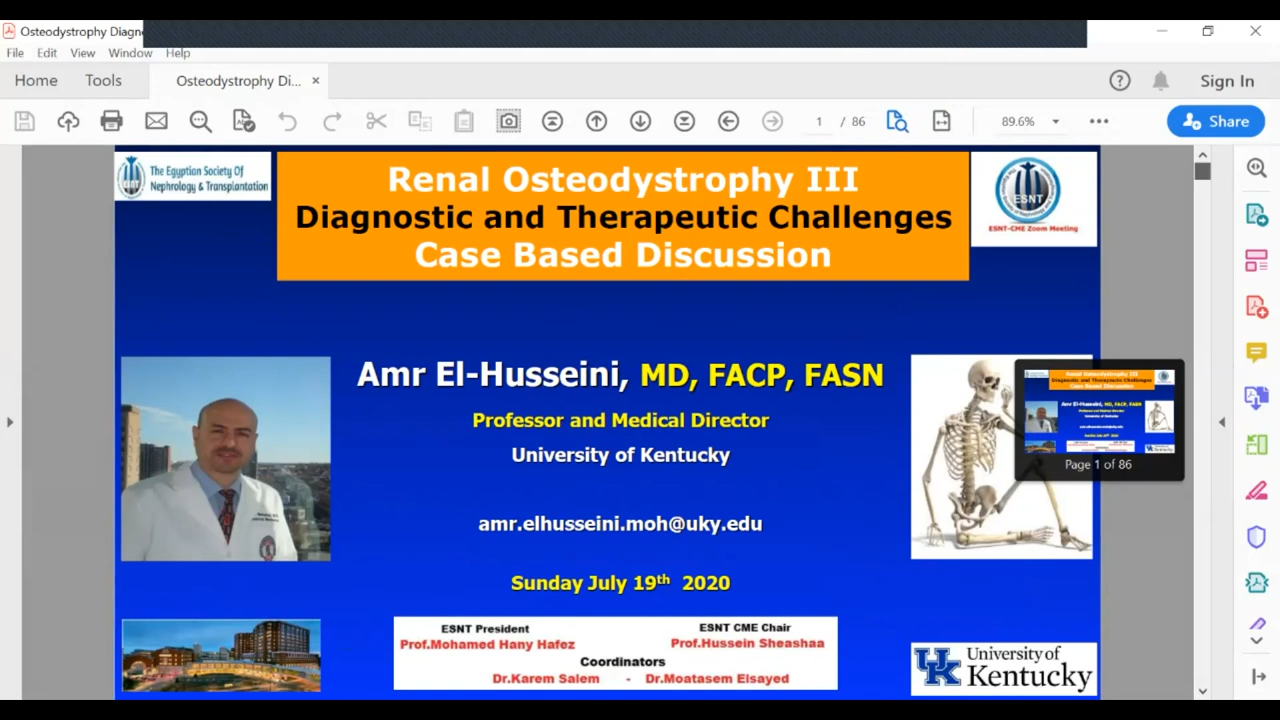 Osteodystrophy Diagn
File Edit View Window Help
Home Tools Osteodystrophy Di... × Sign In
1 / 86 89.6% Share
The Egyptian Society Of
Nephrology & Transplantation
Renal Osteodystrophy III
Diagnostic and Therapeutic Challenges
Case Based Discussion
ESNT
ESNT-CME Zoom Meeting
Amr El-Husseini, MD, FACP, FASN
Professor and Medical Director
University of Kentucky
amr.elhusseini.moh@uky.edu
Sunday July 19th 2020
Page 1 of 86
ESNT President ESNT CME Chair
Prof.Mohamed Hany Hafez Prof.Hussein Sheashaa
Coordinators
Dr.Karem Salem - Dr.Moatasem Elsayed
UK University of
Kentucky